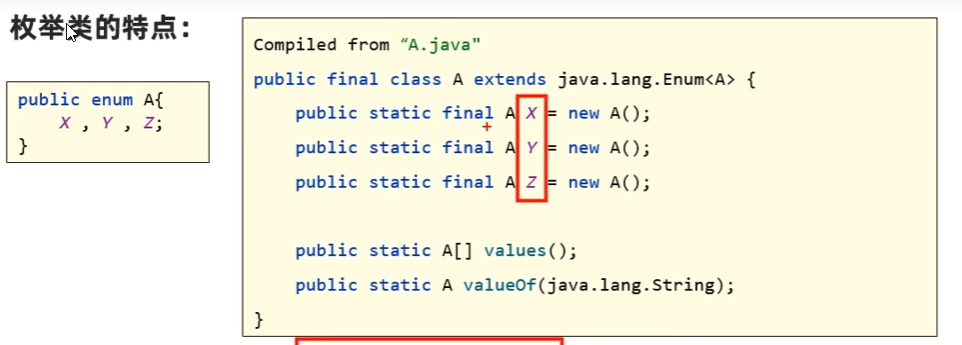 枚举类的特点：
public enum A{
X , Y , Z;
}
Compiled from “A.java"
public final class A extends java.lang.Enum<A> {
public static final A X = new A();
public static final A Y = new A();
public static final A Z = new A();
public static A[] values();
public static A valueOf(java.lang.String);
}